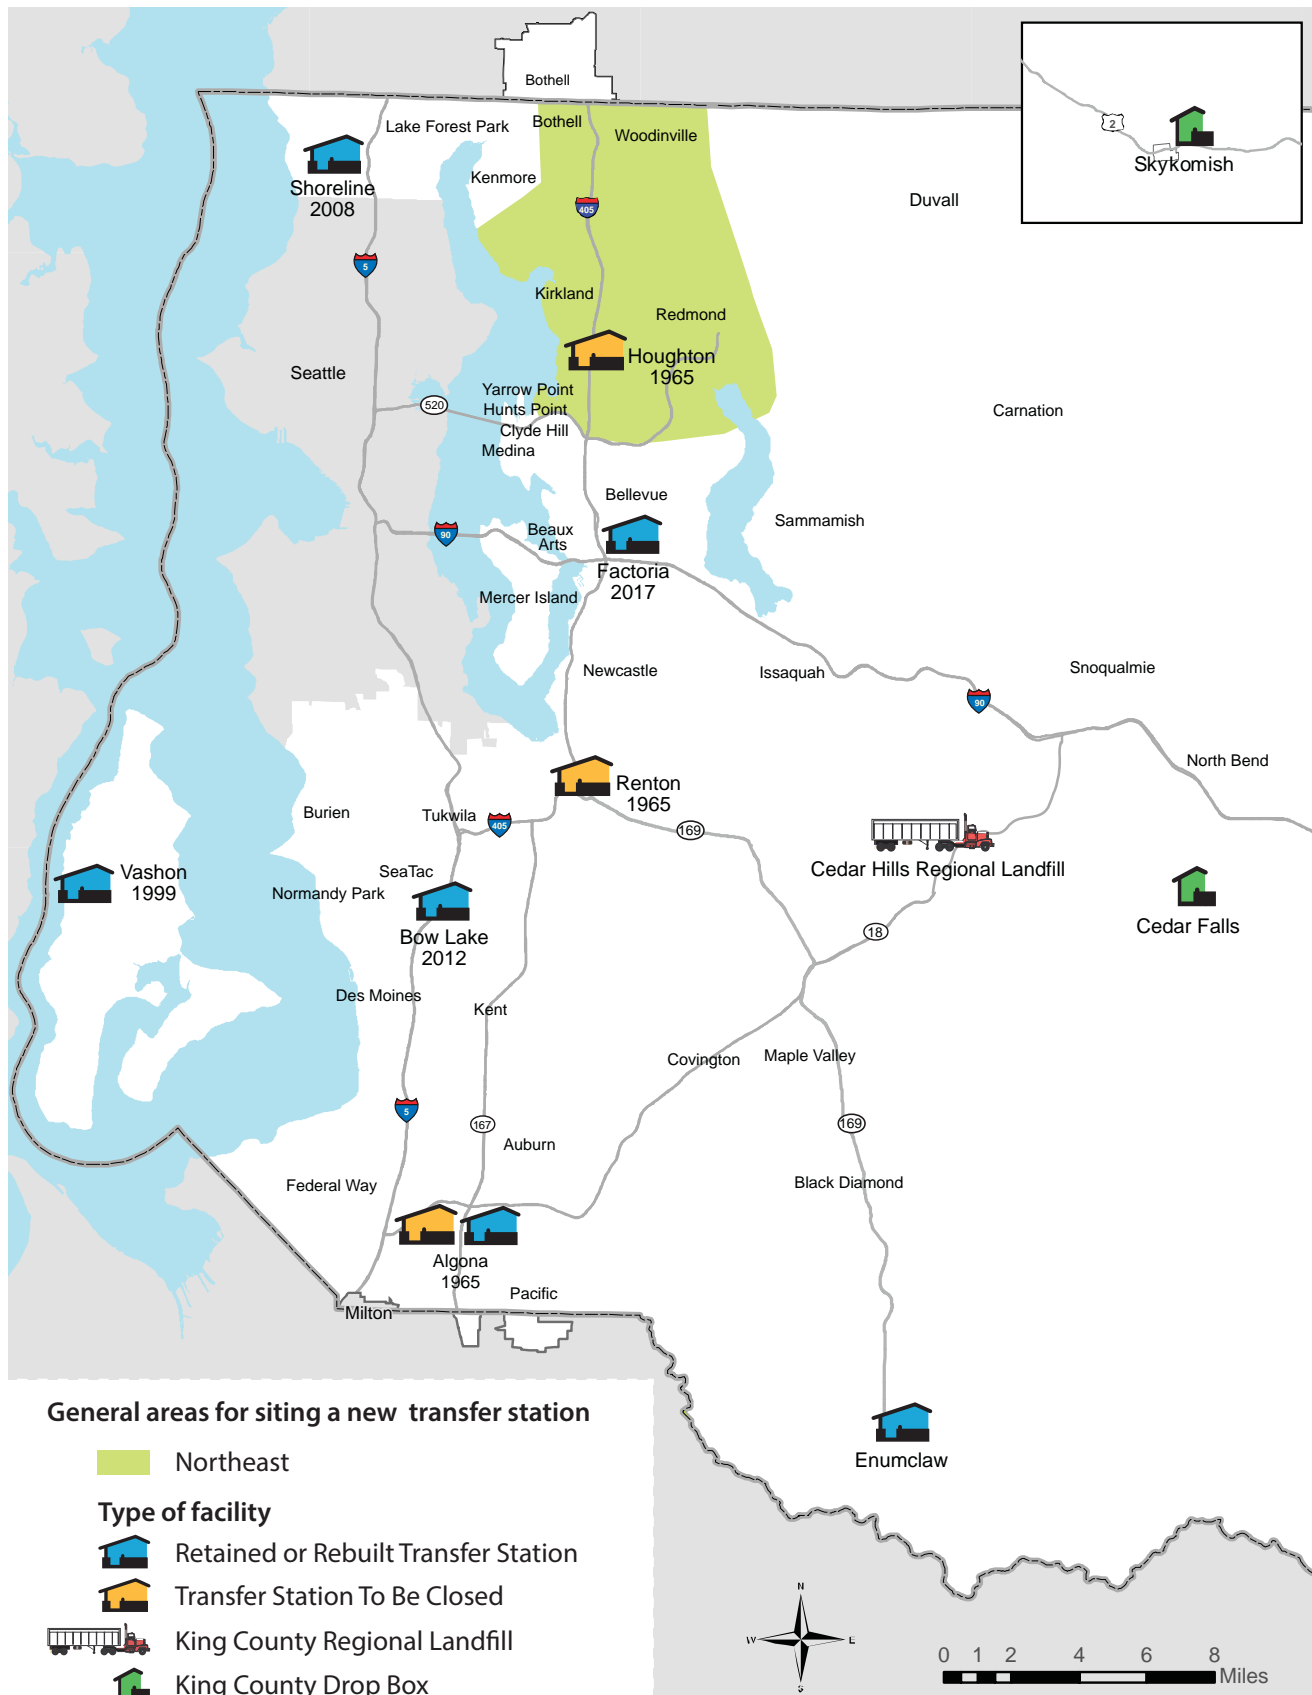 Bothell
Lake Forest Park
Bothell
Woodinville
2
Skykomish
Shoreline
2008
Kenmore
405
Duvall
5
Kirkland
Redmond
Houghton
1965
Seattle
Yarrow Point
Hunts Point
Clyde Hill
Medina
520
Carnation
Bellevue
Sammamish
90
Beaux
Arts
Factoria
2017
Mercer Island
Newcastle
Issaquah
Snoqualmie
90
North Bend
Renton
1965
Burien
Tukwila
405
169
Cedar Hills Regional Landfill
Vashon
1999
SeaTac
Normandy Park
Bow Lake
2012
18
Cedar Falls
Des Moines
Kent
Covington
Maple Valley
5
167
169
Auburn
Federal Way
Black Diamond
Algona
1965
Pacific
Milton
Enumclaw
General areas for siting a new transfer station
Northeast
Type of facility
Retained or Rebuilt Transfer Station
Transfer Station To Be Closed
King County Regional Landfill
King County Drop Box
N
W
E
S
0 1 2 4 6 8
Miles